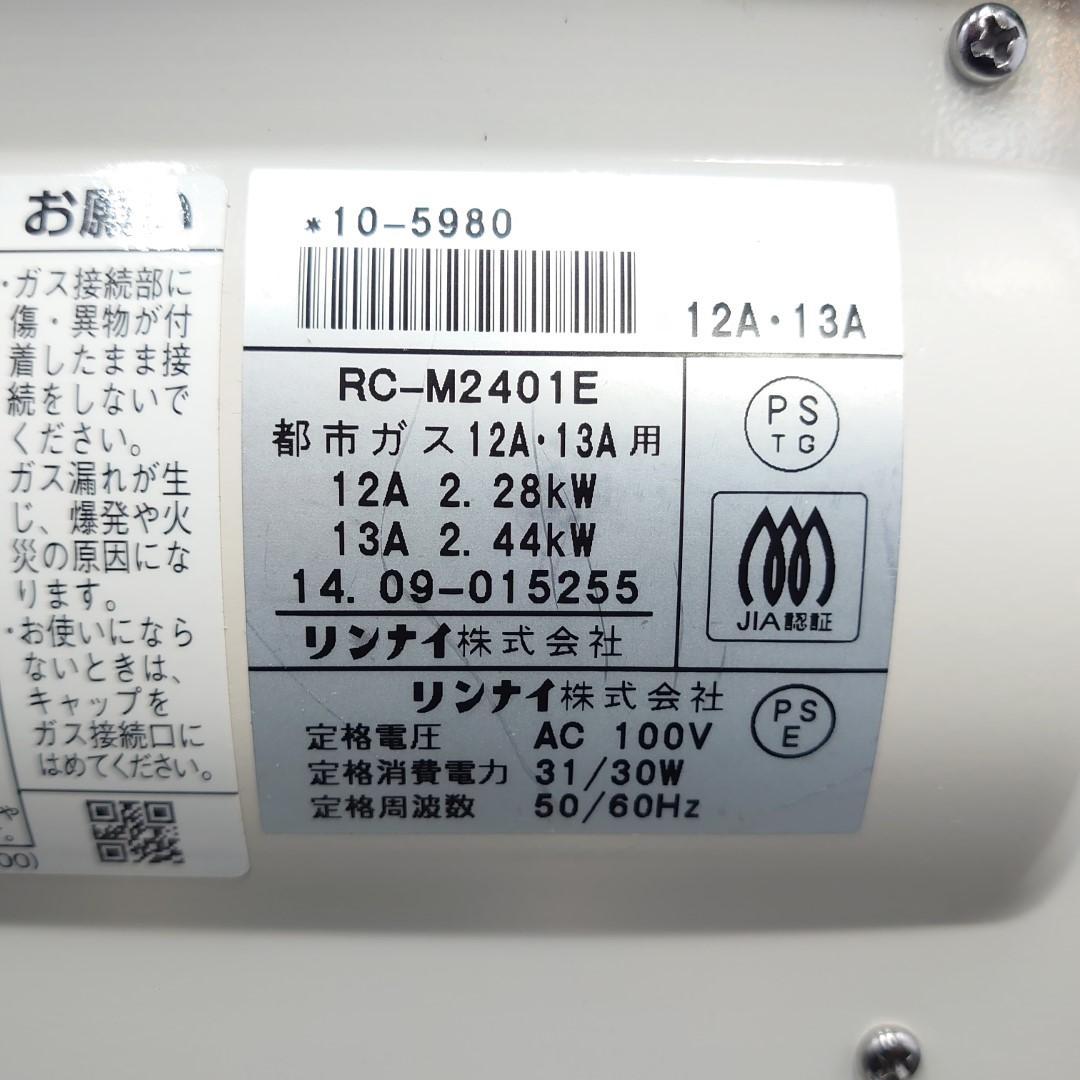 お願い
・ガス接続部に
傷・異物が付
着したまま接
続をしないで
ください。
ガス漏れが生
じ、爆発や火
災の原因にな
ります。
・お使いになら
ないときは、
キャップを
ガス接続口に
はめてください。
*10-5980
12A・13A
RC-M2401E
都市ガス12A・13A用
12A 2.28kW
13A 2.44kW
14.09-015255
リンナイ株式会社
PS
TG
JIA認証
リンナイ株式会社
定格電圧 AC 100V
定格消費電力 31/30W
定格周波数 50/60Hz
PS
E